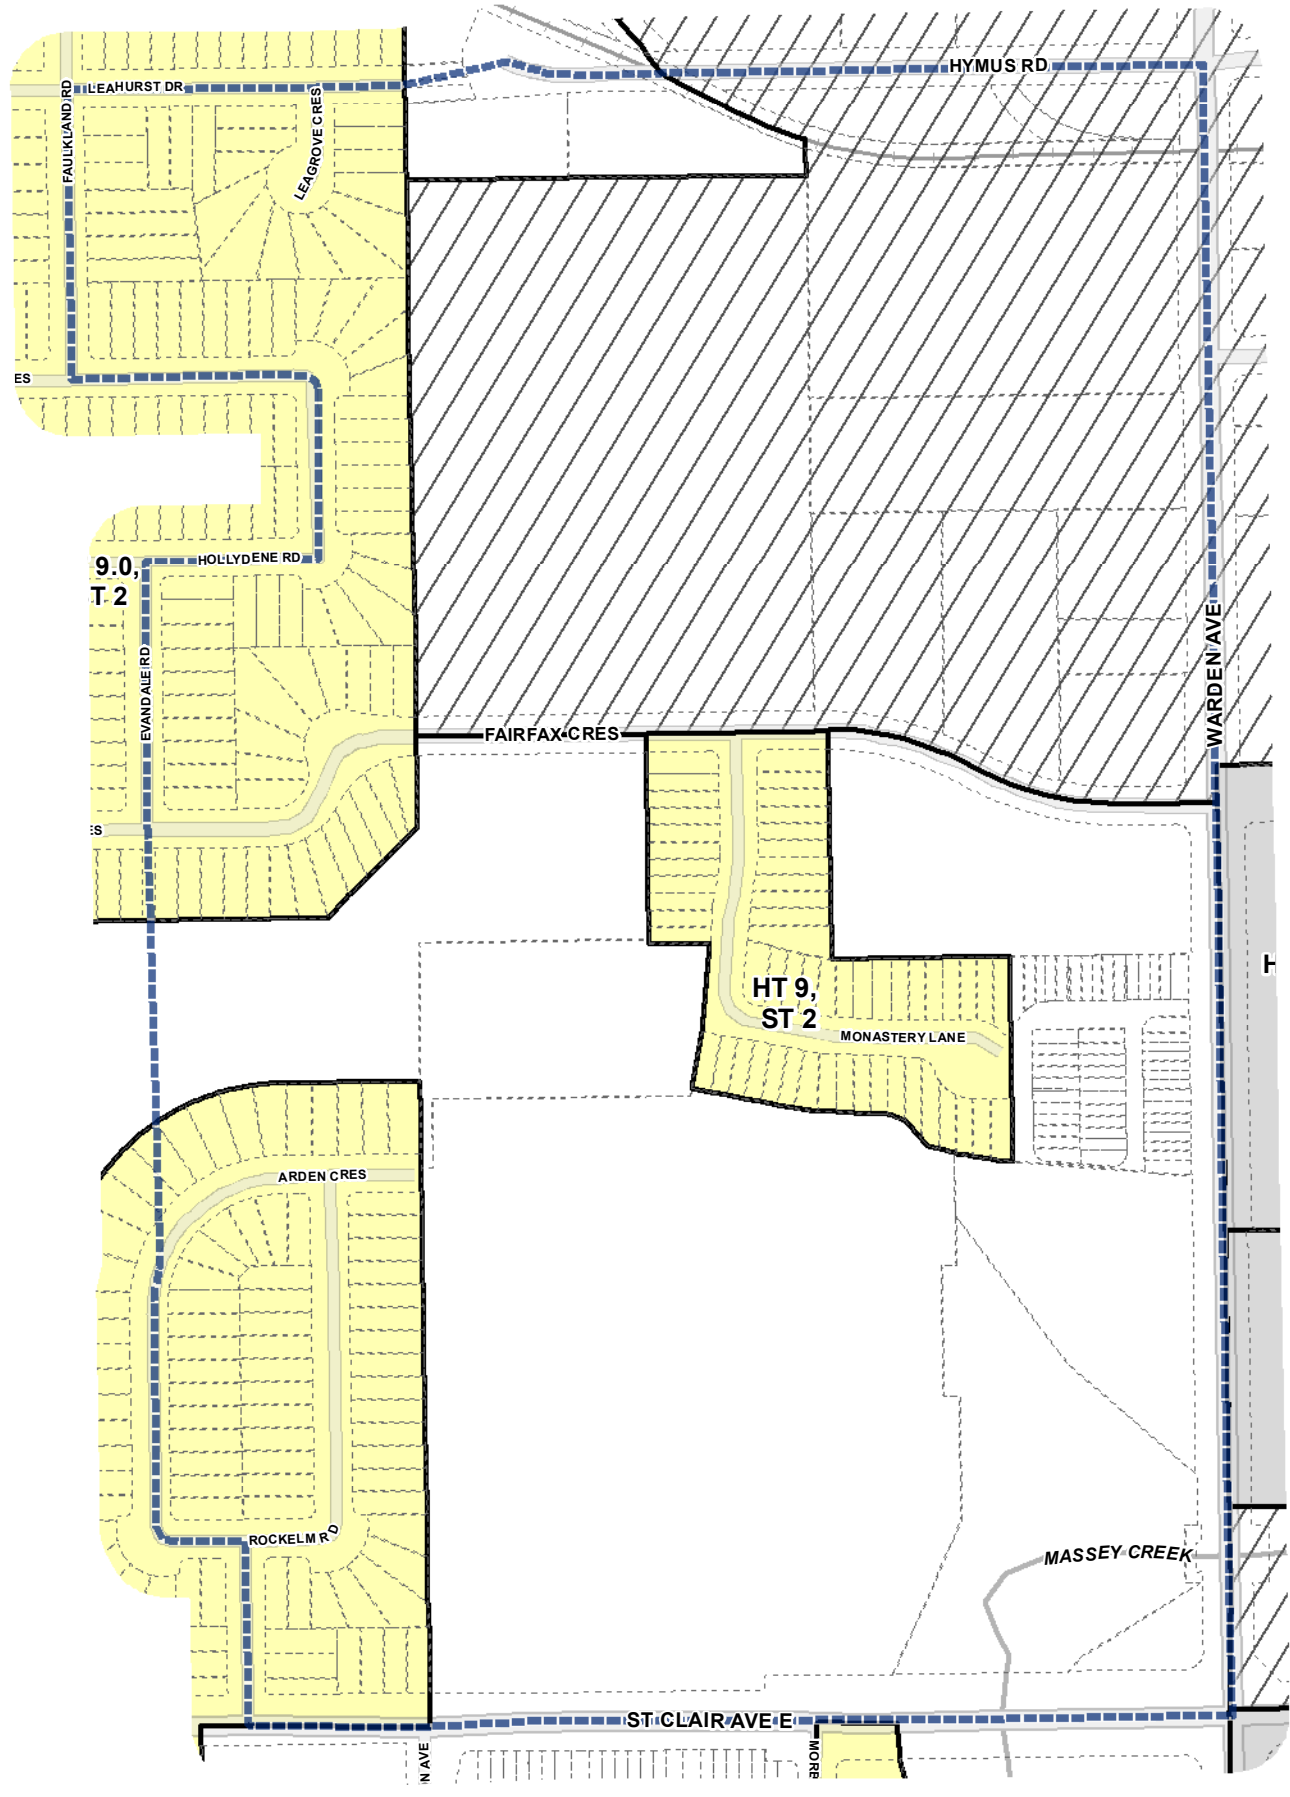 HYMUS RD
LEAHURST DR
FAULKLAND RD
LEAGROVE CRES
ES
HOLLYDENE RD
9.0,
T 2
EVANDALE RD
WARDEN AVE
FAIRFAX CRES
ES
H
HT 9,
ST 2
MONASTERY LANE
ARDEN CRES
ROCKELM RD
MASSEY CREEK
ST CLAIR AVE E
N AVE
MORR